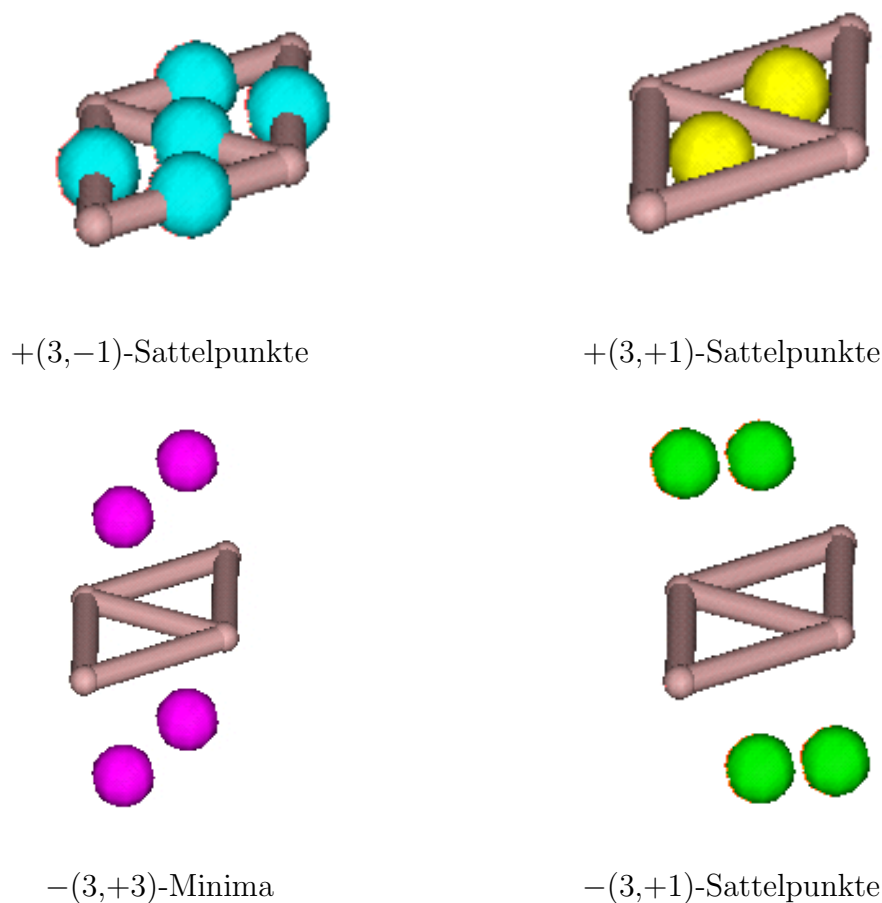 +(3,−1)-Sattelpunkte
+(3,+1)-Sattelpunkte
−(3,+3)-Minima
−(3,+1)-Sattelpunkte